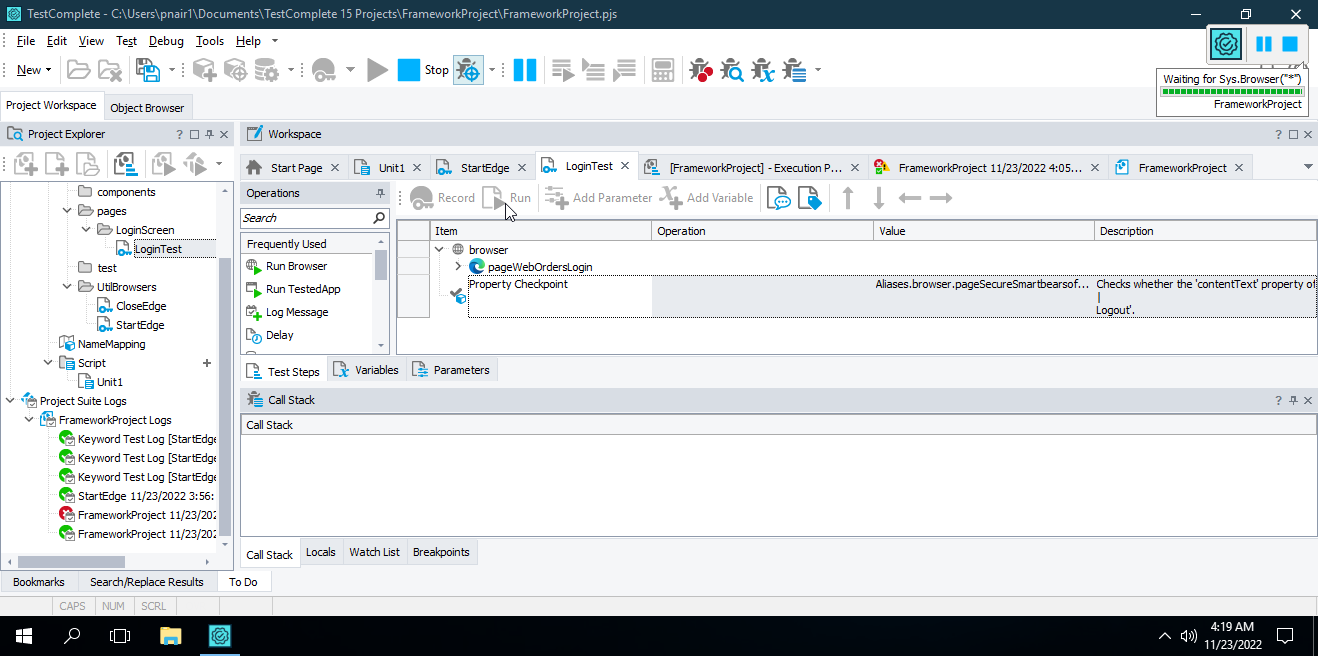 TestComplete - C:\Users\pnair1\Documents\TestComplete 15 Projects\FrameworkProject\FrameworkProject.pjs
File Edit View Test Debug Tools Help
New Stop
Waiting for Sys.Browser("*")
FrameworkProject
Project Workspace Object Browser
Project Explorer ?
Workspace ?
Start Page Unit1 StartEdge LoginTest [FrameworkProject] - Execution P... FrameworkProject 11/23/2022 4:05... FrameworkProject
components
pages
LoginScreen
LoginTest
test
UtilBrowsers
CloseEdge
StartEdge
NameMapping
Script +
Unit1
Project Suite Logs
FrameworkProject Logs
Keyword Test Log [StartEdge
Keyword Test Log [StartEdge
Keyword Test Log [StartEdge
StartEdge 11/23/2022 3:56:
FrameworkProject 11/23/202
FrameworkProject 11/23/202
Operations
Search
Frequently Used
Run Browser
Run TestedApp
Log Message
Delay
Record Run Add Parameter Add Variable
Item Operation Value Description
browser
pageWebOrdersLogin
Property Checkpoint Aliases.browser.pageSecureSmartbearsof... Checks whether the 'contentText' property of
|
Logout'.
Test Steps Variables Parameters
Call Stack ?
Call Stack
Call Stack Locals Watch List Breakpoints
Bookmarks Search/Replace Results To Do
CAPS NUM SCRL
4:19 AM
11/23/2022